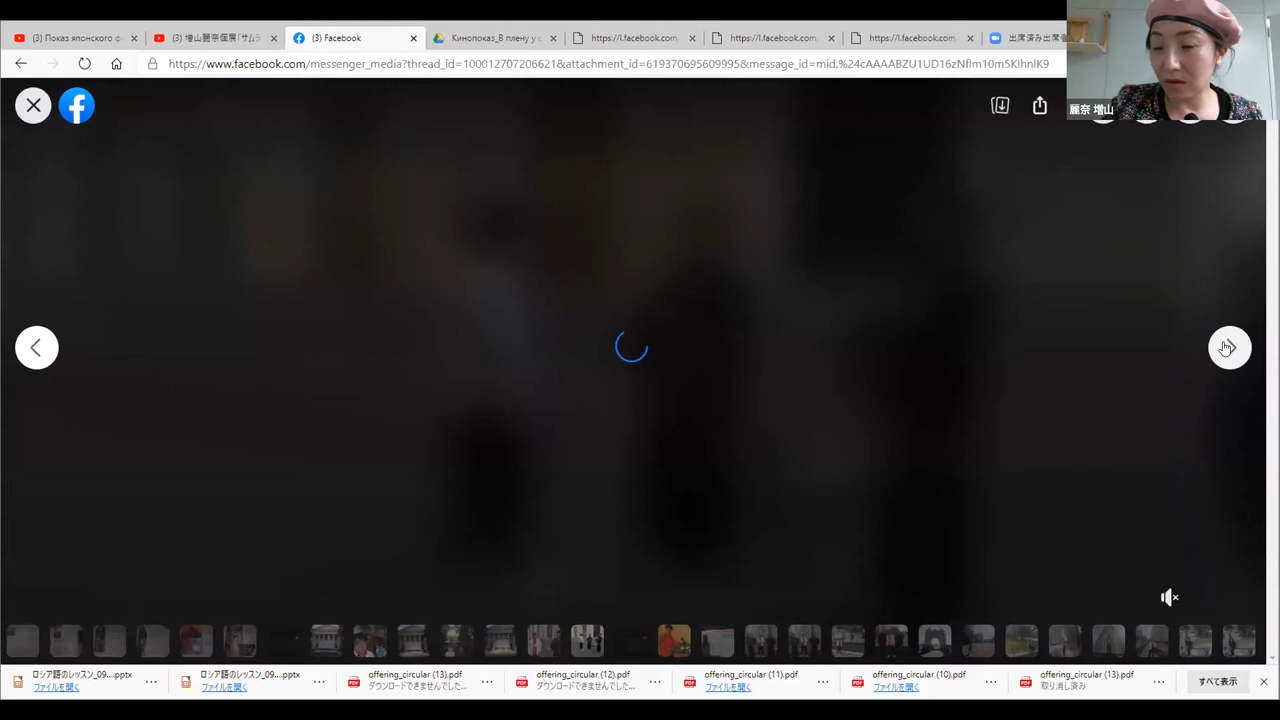 (3) Показ японского ф
(3) 増山麗奈個展「サムラ
(3) Facebook
Кинопоказ_В плену у с
https://l.facebook.com
https://l.facebook.com
https://l.facebook.com
出席済み出席者
https://www.facebook.com/messenger_media?thread_id=100012707206621&attachment_id=619370695609995&message_id=mid.%24cAAAABZU1UD16zNflm10m5KIhnIK9
麗奈 増山
ロシア語のレッスン_09....pptx
ファイルを開く
ロシア語のレッスン_09....pptx
ファイルを開く
offering_circular (13).pdf
ダウンロードできませんでした...
offering_circular (12).pdf
ダウンロードできませんでした...
offering_circular (11).pdf
ファイルを開く
offering_circular (10).pdf
ファイルを開く
offering_circular (13).pdf
取り消し済み
すべて表示